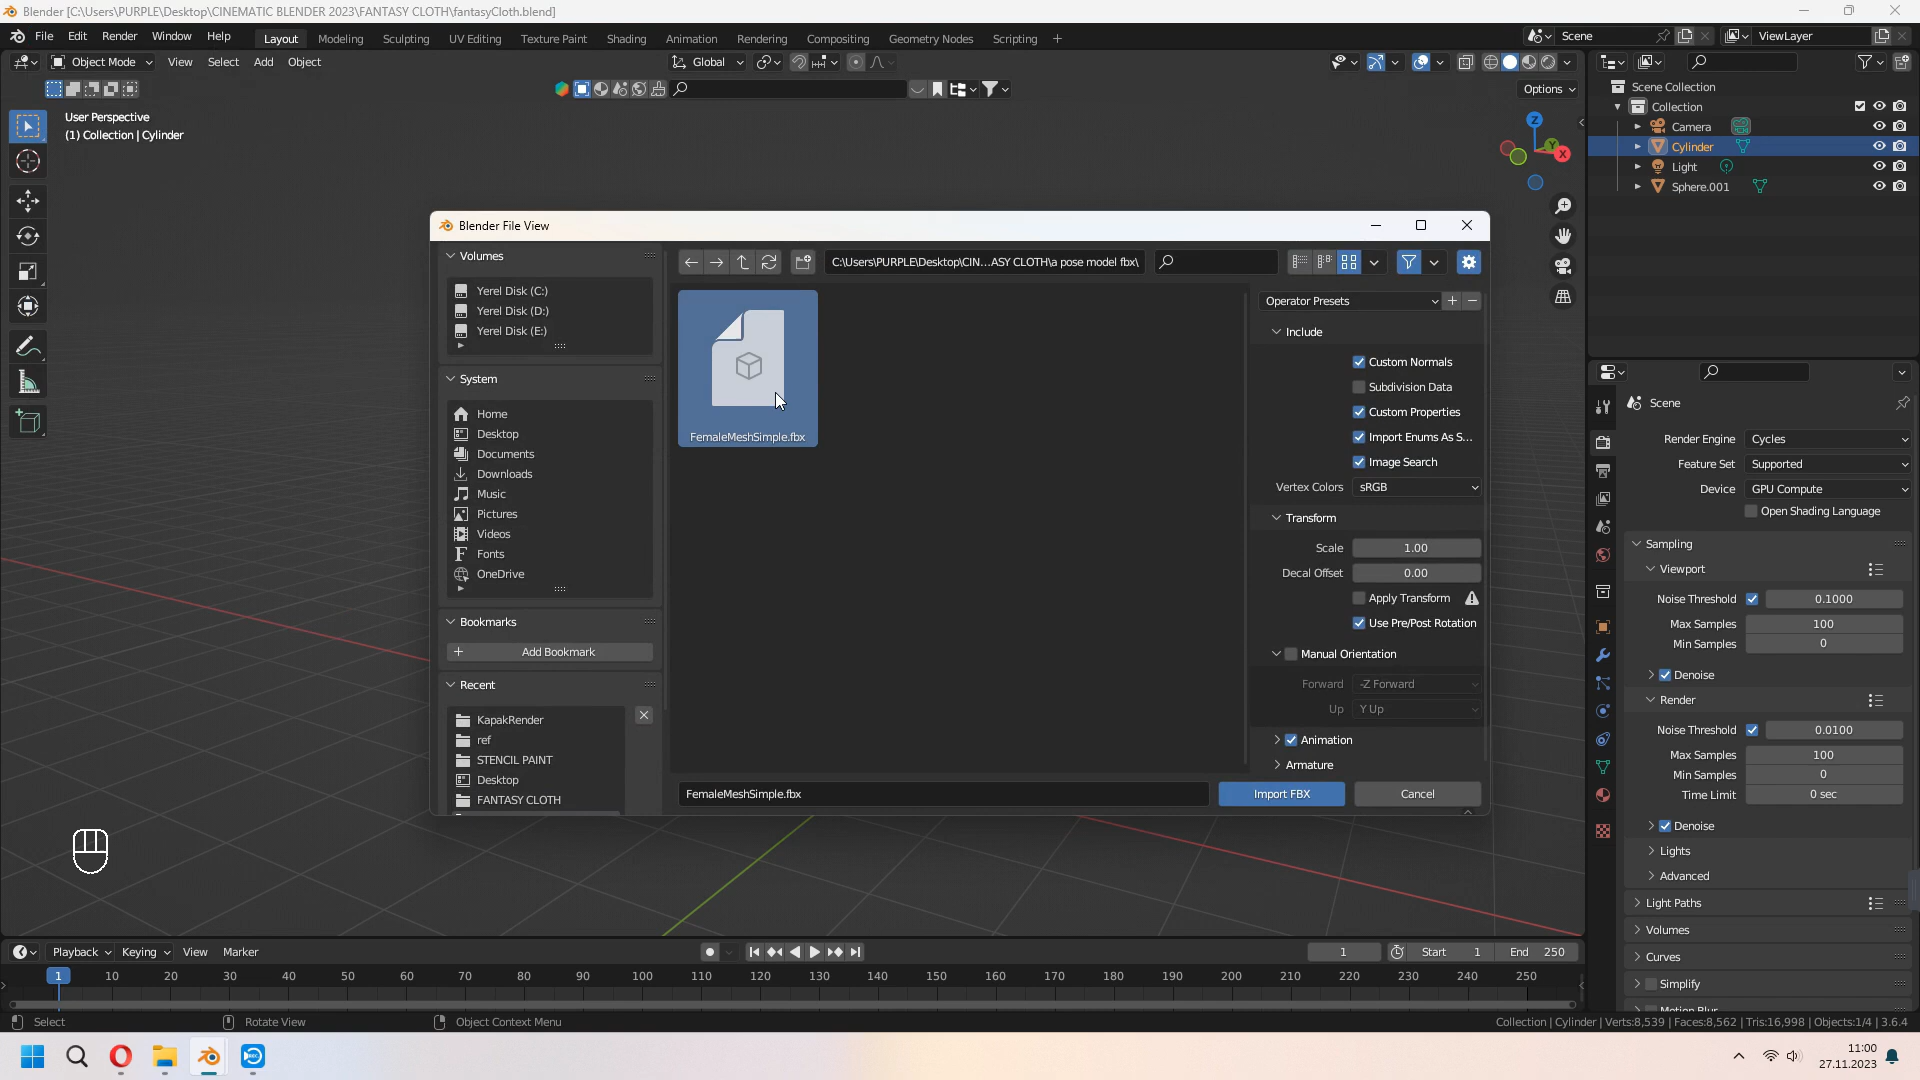 Blender [C:\Users\PURPLE\Desktop\CINEMATIC BLENDER 2023\FANTASY CLOTH\fantasyCloth.blend]
File Edit Render Window Help Layout Modeling Sculpting UV Editing Texture Paint Shading Animation Rendering Compositing Geometry Nodes Scripting + Scene ViewLayer
Object Mode View Select Add Object Global
Options
User Perspective
(1) Collection | Cylinder
Z
Y
X
Scene Collection
Collection
Camera
Cylinder
Light
Sphere.001
Blender File View
Volumes
Yerel Disk (C:)
Yerel Disk (D:)
Yerel Disk (E:)
System
Home
Desktop
Documents
Downloads
Music
Pictures
Videos
Fonts
OneDrive
Bookmarks
+ Add Bookmark
Recent
KapakRender
ref
STENCIL PAINT
Desktop
FANTASY CLOTH
C:\Users\PURPLE\Desktop\CIN...ASY CLOTH\a pose model fbx\
FemaleMeshSimple.fbx
Operator Presets
Include
Custom Normals
Subdivision Data
Custom Properties
Import Enums As S...
Image Search
Vertex Colors sRGB
Transform
Scale 1.00
Decal Offset 0.00
Apply Transform
Use Pre/Post Rotation
Manual Orientation
Forward -Z Forward
Up Y Up
Animation
Armature
FemaleMeshSimple.fbx Import FBX Cancel
Scene
Render Engine Cycles
Feature Set Supported
Device GPU Compute
Open Shading Language
Sampling
Viewport
Noise Threshold 0.1000
Max Samples 100
Min Samples 0
Denoise
Render
Noise Threshold 0.0100
Max Samples 100
Min Samples 0
Time Limit 0 sec
Denoise
Lights
Advanced
Light Paths
Volumes
Curves
Simplify
Motion Blur
Playback Keying View Marker 1 Start 1 End 250
1 10 20 30 40 50 60 70 80 90 100 110 120 130 140 150 160 170 180 190 200 210 220 230 240 250
Select Rotate View Object Context Menu Collection | Cylinder | Verts:8,539 | Faces:8,562 | Tris:16,998 | Objects:1/4 | 3.6.4
11:00
27.11.2023